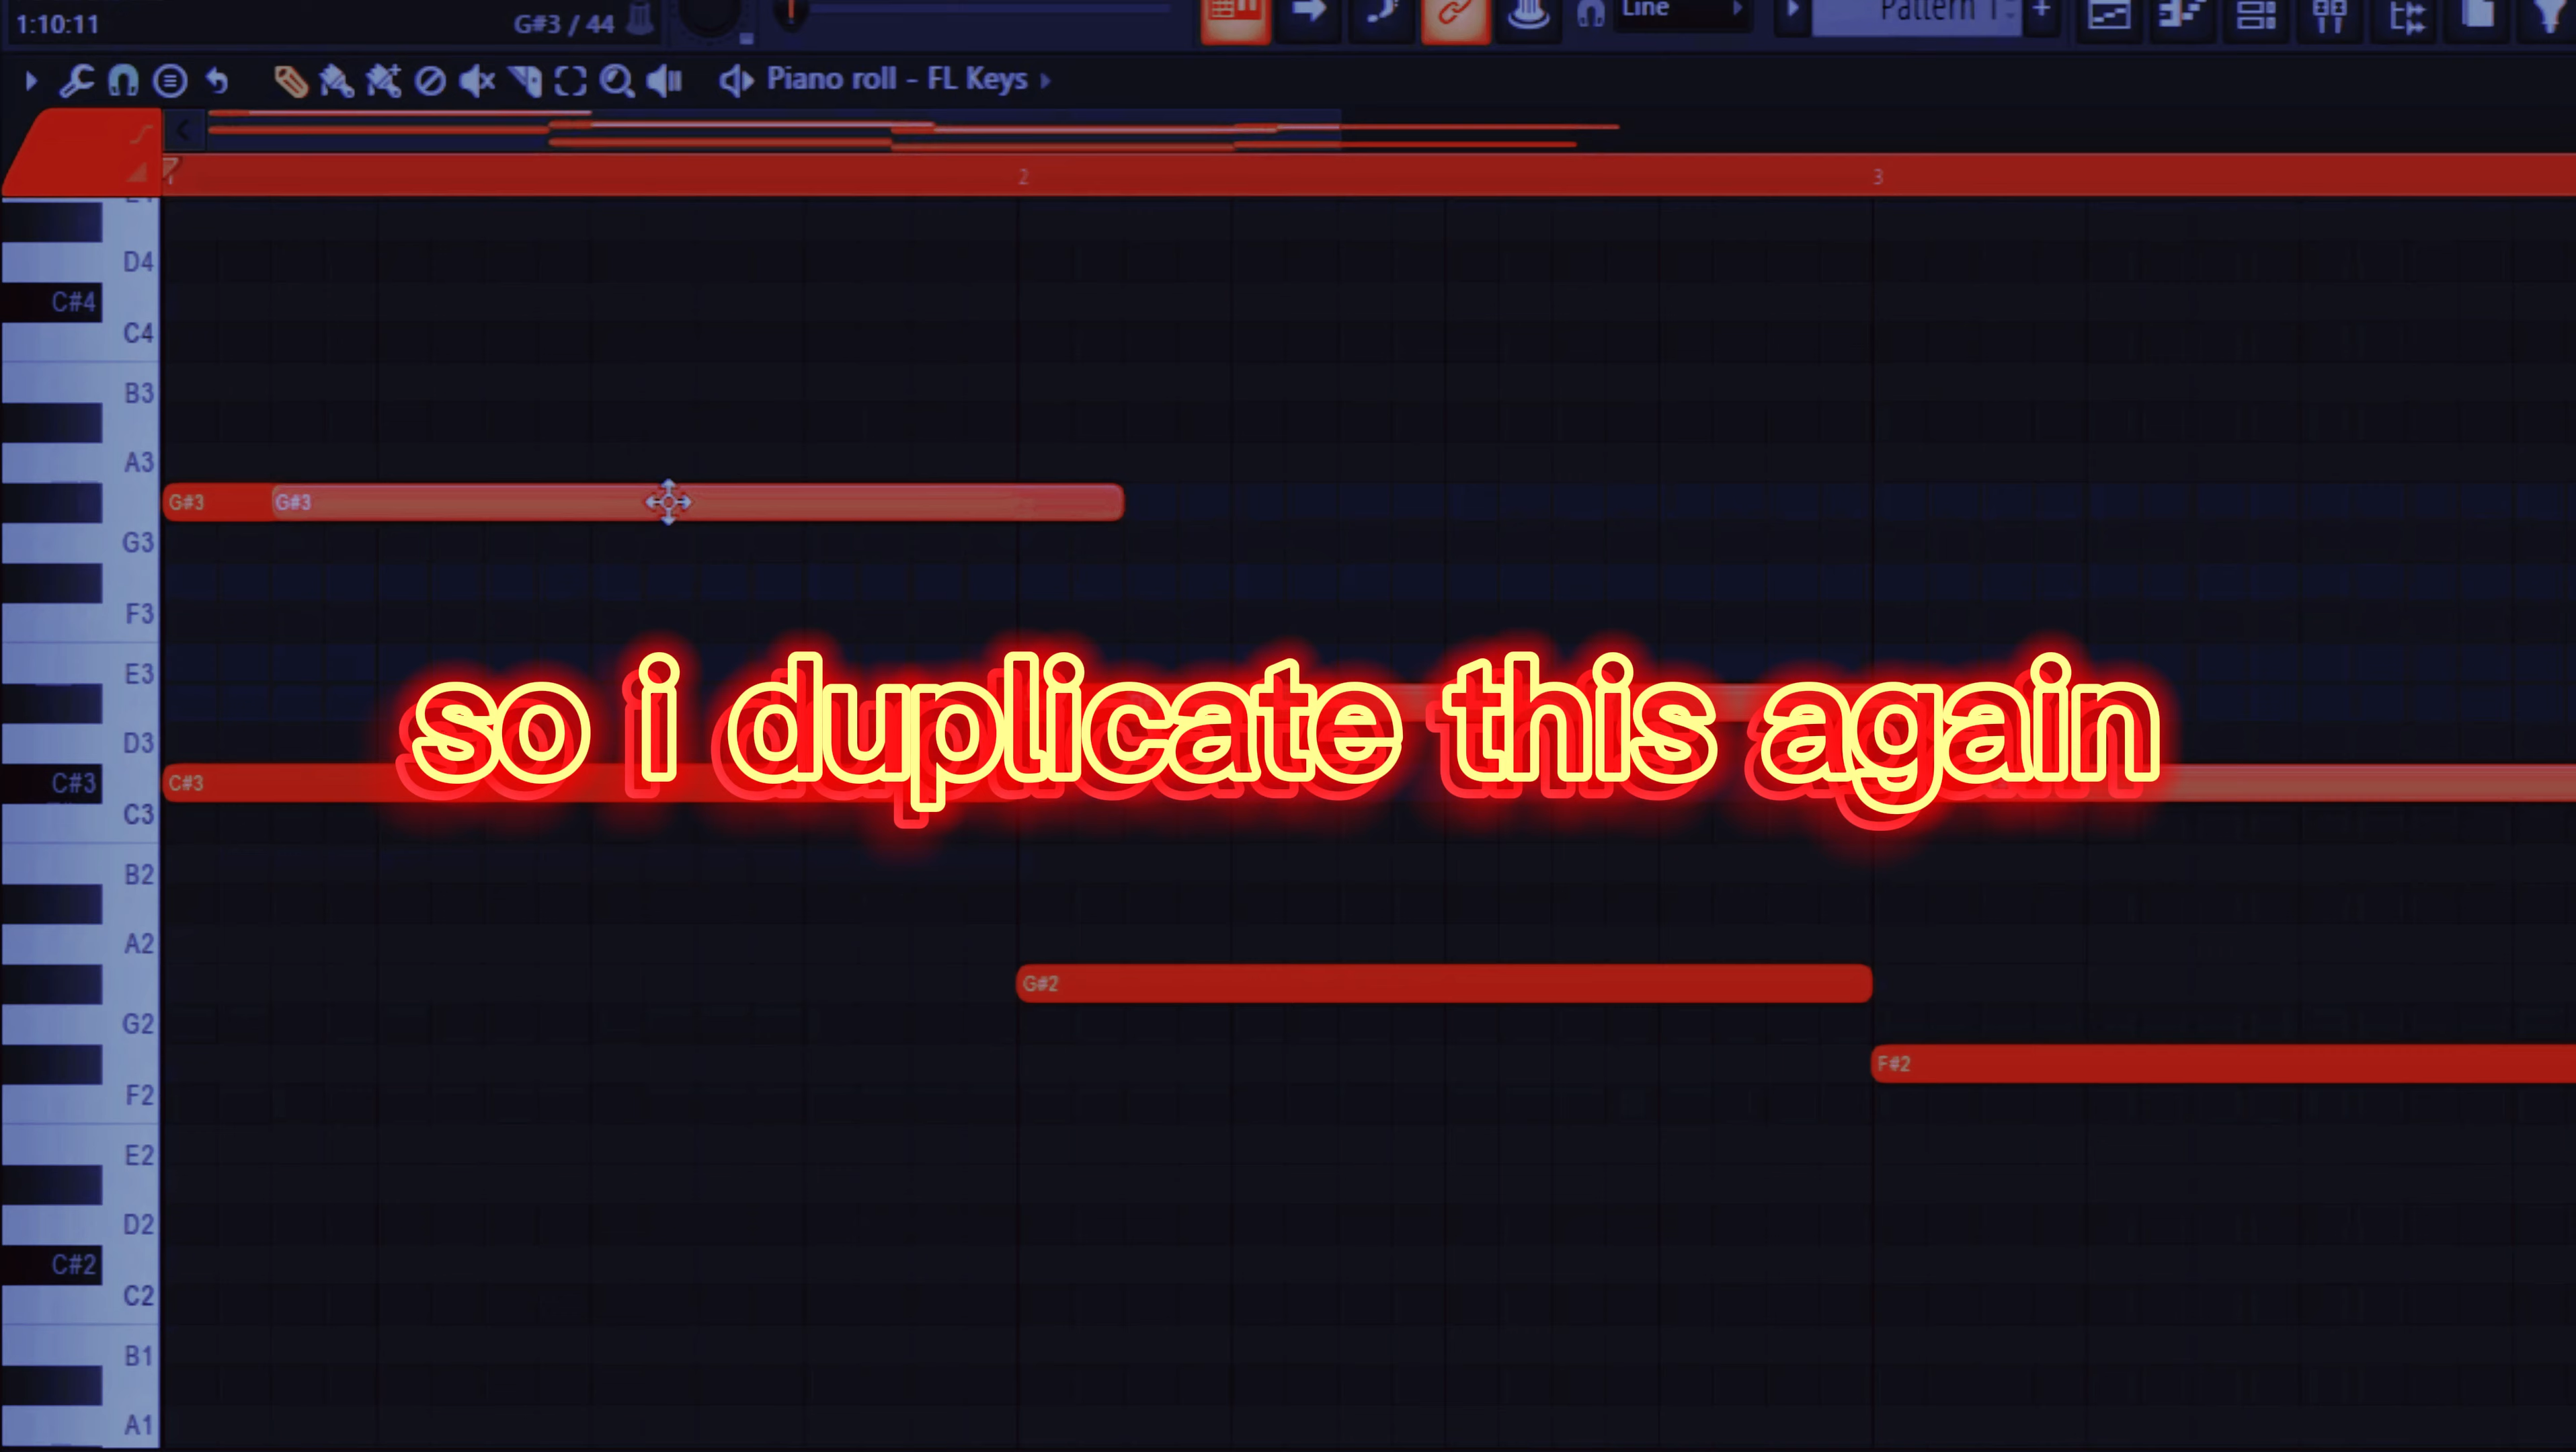 1:10:11
G#3 / 44
Line
Pattern 1
+
Piano roll - FL Keys
2
3
D4
C#4
C4
B3
A3
G#3
G#3
G3
F3
E3
so i duplicate this again
D3
C#3
C#3
C3
B2
A2
G#2
G2
F#2
F2
E2
D2
C#2
C2
B1
A1